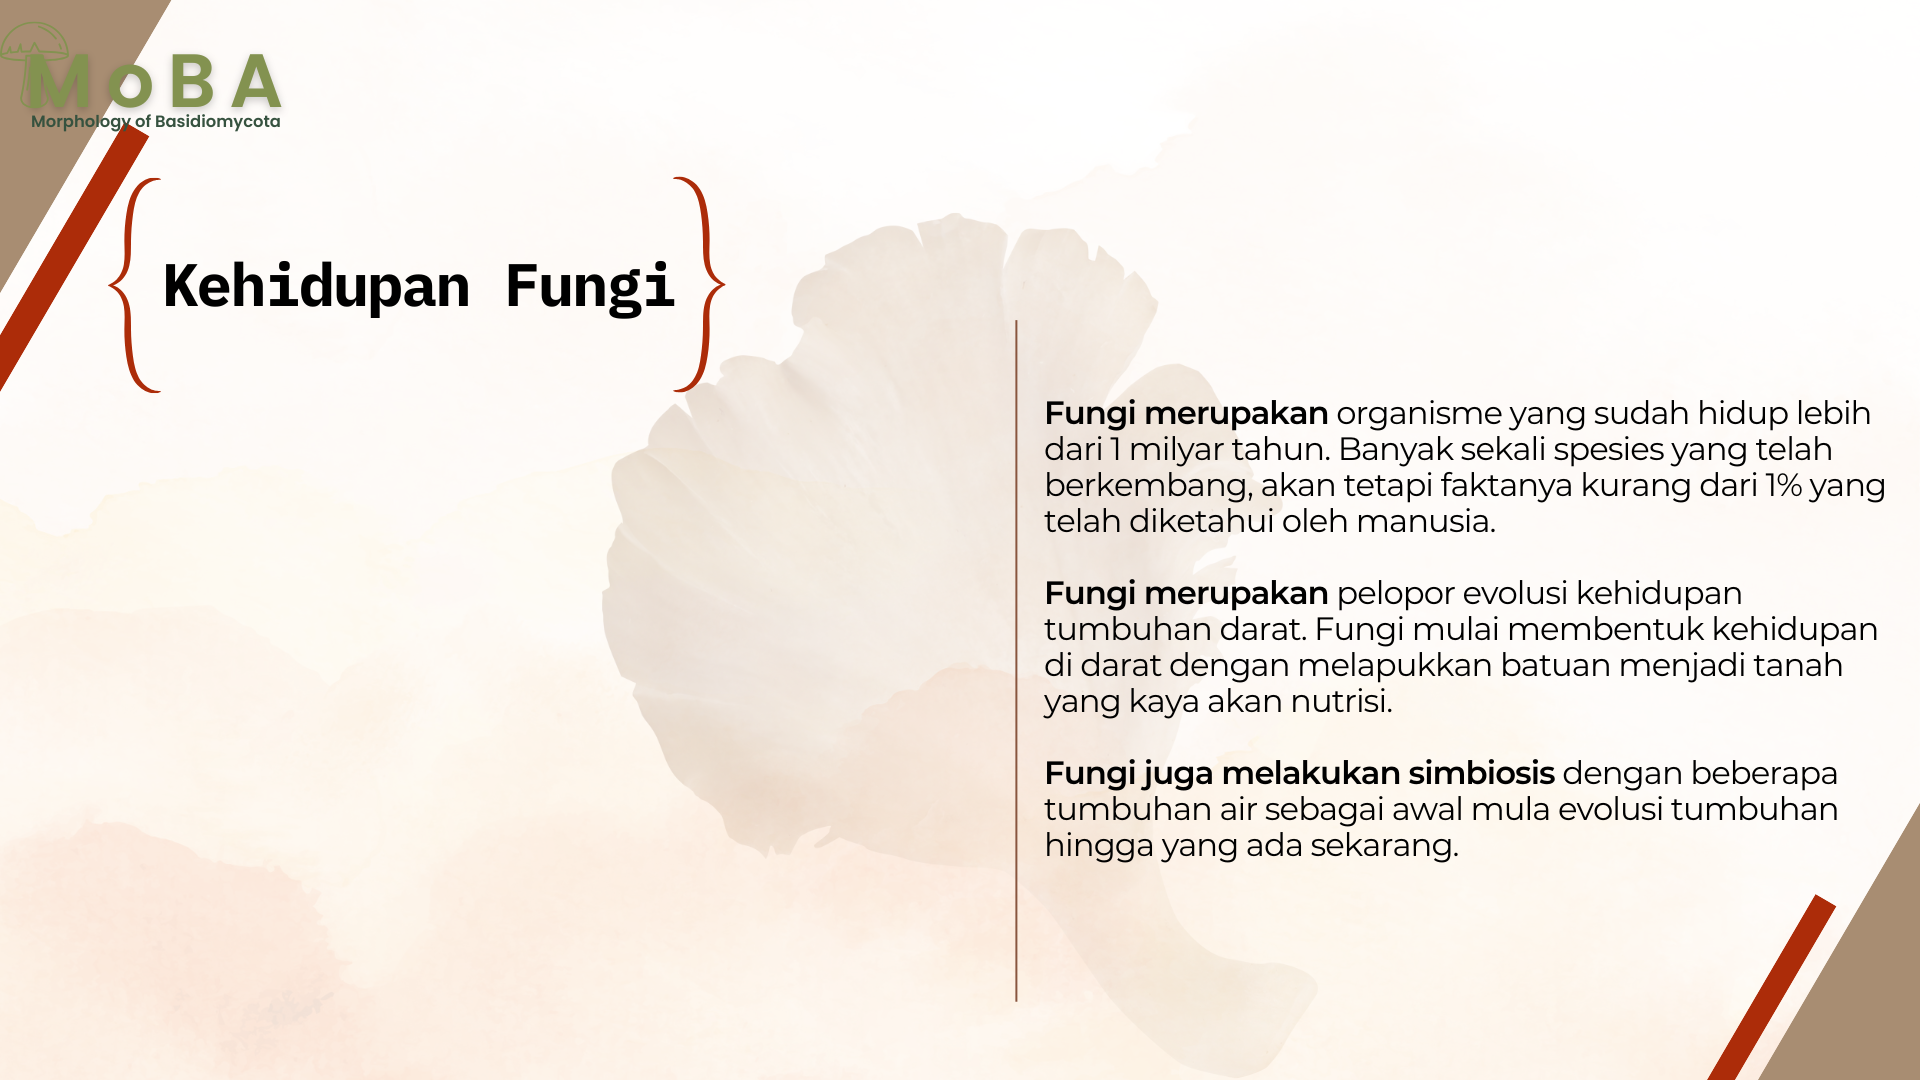 MoBA
Morphology of Basidiomycota
Kehidupan Fungi
Fungi merupakan organisme yang sudah hidup lebih
dari 1 milyar tahun. Banyak sekali spesies yang telah
berkembang, akan tetapi faktanya kurang dari 1% yang
telah diketahui oleh manusia.
Fungi merupakan pelopor evolusi kehidupan
tumbuhan darat. Fungi mulai membentuk kehidupan
di darat dengan melapukkan batuan menjadi tanah
yang kaya akan nutrisi.
Fungi juga melakukan simbiosis dengan beberapa
tumbuhan air sebagai awal mula evolusi tumbuhan
hingga yang ada sekarang.